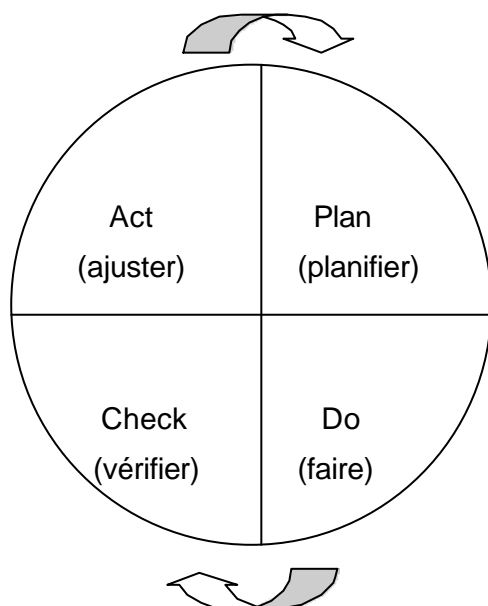 Act
(ajuster)
Plan
(planifier)
Check
(vérifier)
Do
(faire)